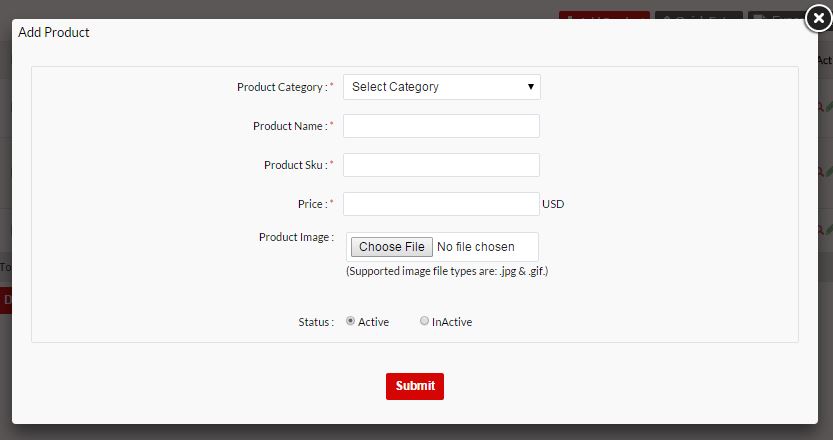 Add Product
Product Category : * Select Category
Product Name : *
Product Sku : *
Price : * USD
Product Image : Choose File No file chosen
(Supported image file types are: .jpg & .gif.)
Status : Active InActive
Submit